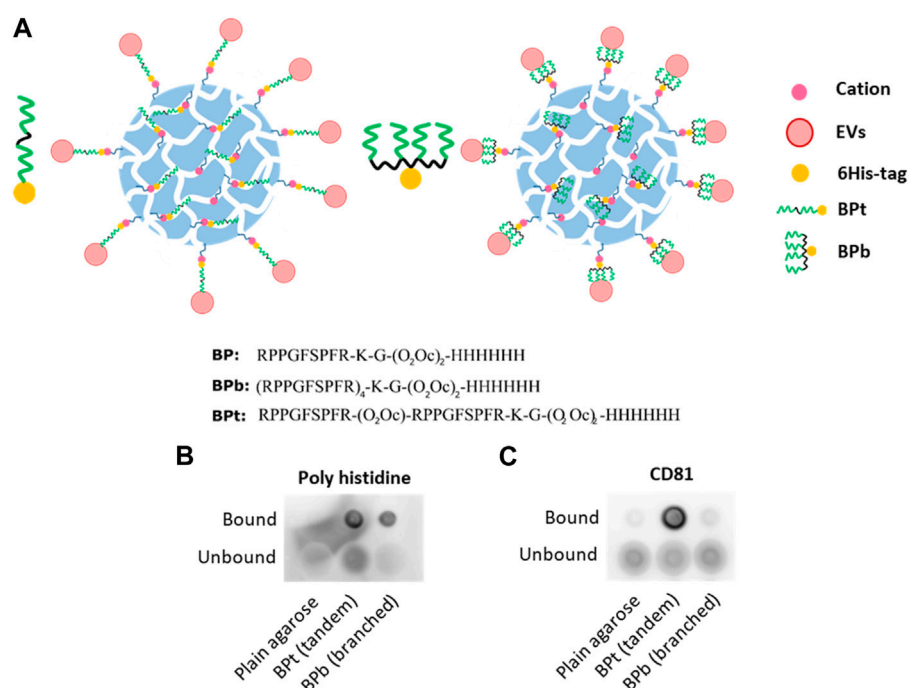 A
Cation
EVs
6His-tag
BPt
BPb
BP: RPPGFSPFR-K-G-(O₂Oc)₂-HHHHHH
BPb: (RPPGFSPFR)₄-K-G-(O₂Oc)₂-HHHHHH
BPt: RPPGFSPFR-(O₂Oc)-RPPGFSPFR-K-G-(O₂Oc)₂-HHHHHH
B
Poly histidine
Bound
Unbound
Plain agarose
BPt (tandem)
BPb (branched)
C
CD81
Bound
Unbound
Plain agarose
BPt (tandem)
BPb (branched)